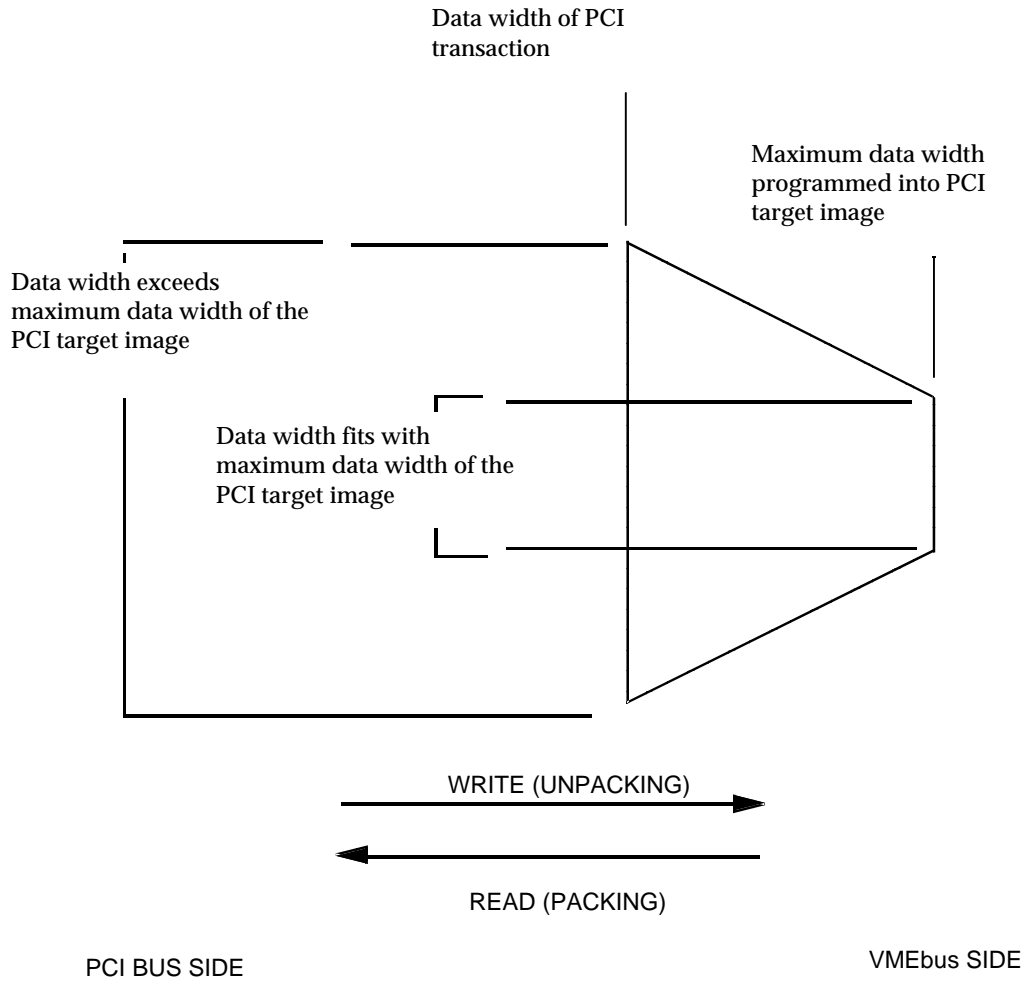 Data width of PCI
transaction
Maximum data width
programmed into PCI
target image
Data width exceeds
maximum data width of the
PCI target image
Data width fits with
maximum data width of the
PCI target image
WRITE (UNPACKING)
READ (PACKING)
PCI BUS SIDE
VMEbus SIDE